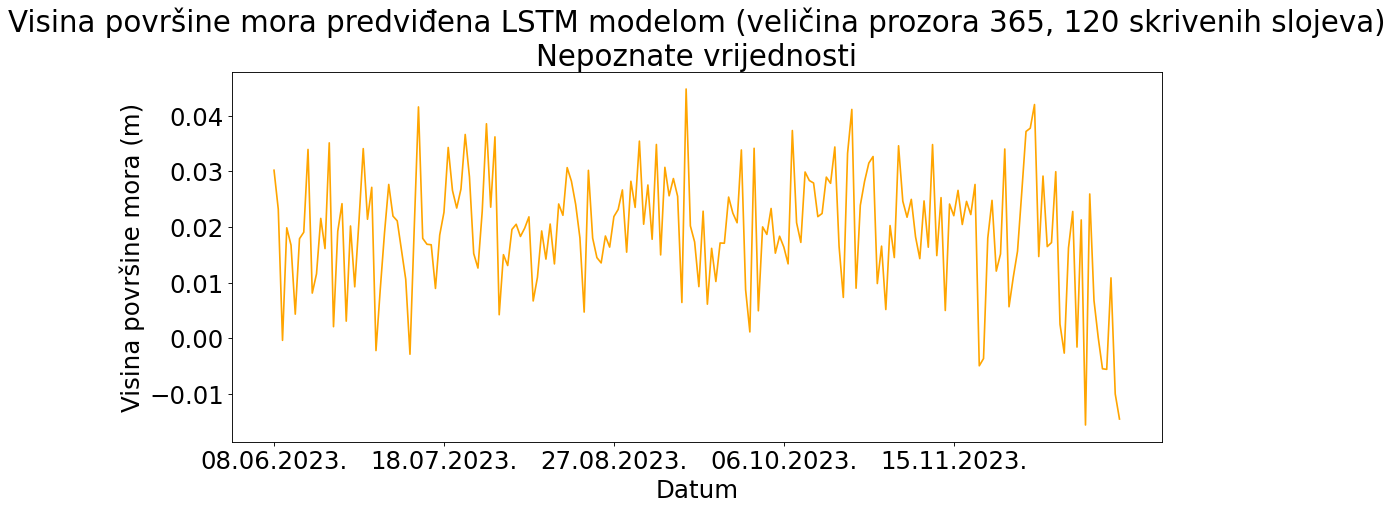 Visina površine mora predviđena LSTM modelom (veličina prozora 365, 120 skrivenih slojeva)
Nepoznate vrijednosti
Visina površine mora (m)
0.04
0.03
0.02
0.01
0.00
−0.01
08.06.2023. 18.07.2023. 27.08.2023. 06.10.2023. 15.11.2023.
Datum